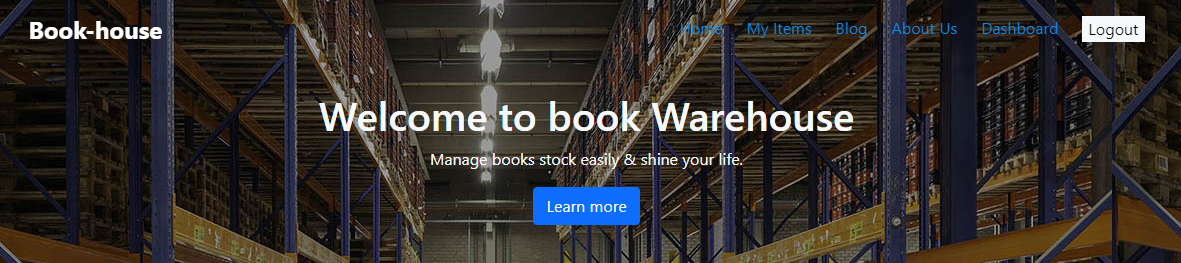 Book-house
Home My Items Blog About Us Dashboard Logout
Welcome to book Warehouse
Manage books stock easily & shine your life.
Learn more